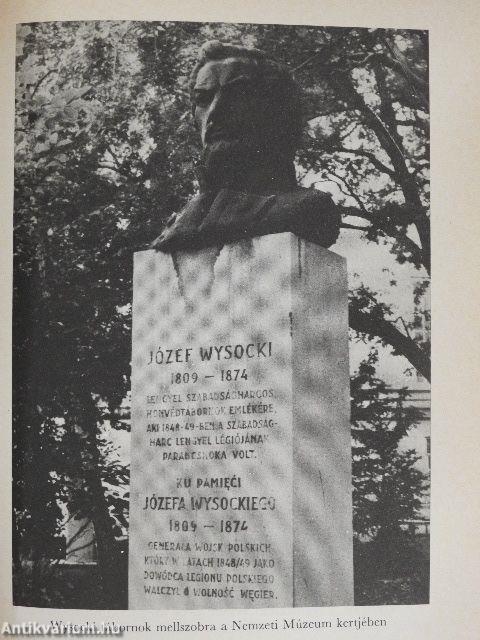 JÓZEF WYSOCKI
1809 – 1874
LENGYEL SZABADSÁGHARCOS,
HONVÉDTÁBORNOK EMLÉKÉRE,
AKI 1848-49-BEN A SZABADSÁG-
HARC LENGYEL LÉGIÓJÁNAK
PARANCSNOKA VOLT.
KU PAMIĘCI
JÓZEFA WYSOCKIEGO
1809 – 1874
GENERAŁA WOJSK POLSKICH
KTÓRY W LATACH 1848/49 JAKO
DOWÓDCA LEGIONU POLSKIEGO
WALCZYŁ O WOLNOŚĆ WĘGIER.
Wysocki tábornok mellszobra a Nemzeti Múzeum kertjében
Antikvárium.hu